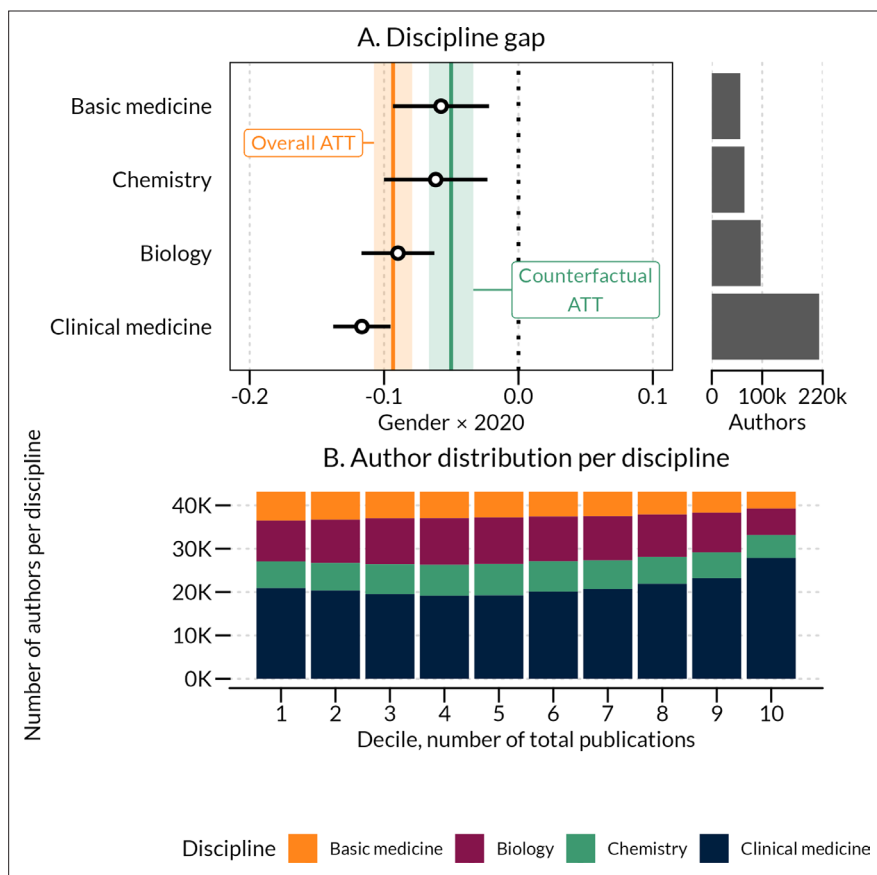 A. Discipline gap
Basic medicine
Overall ATT
Chemistry
Biology
Counterfactual
ATT
Clinical medicine
-0.2 -0.1 0.0 0.1
Gender × 2020
0 100k 220k
Authors
B. Author distribution per discipline
Number of authors per discipline
40K
30K
20K
10K
0K
1 2 3 4 5 6 7 8 9 10
Decile, number of total publications
Discipline Basic medicine Biology Chemistry Clinical medicine